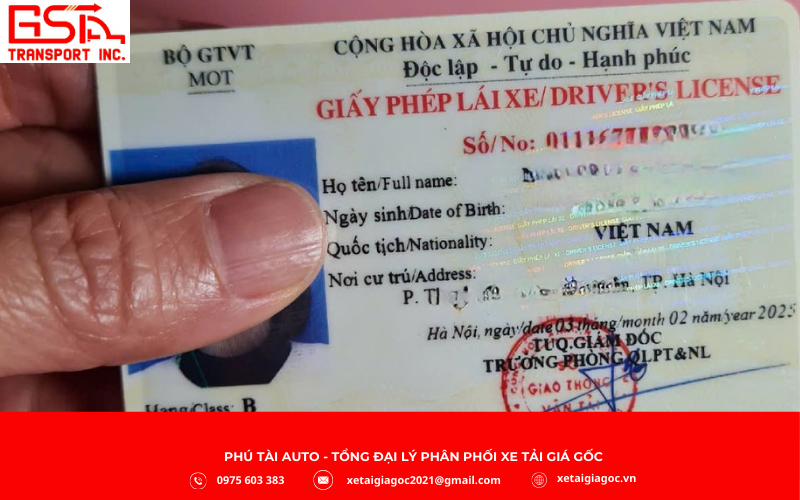 GSA
TRANSPORT INC.
BỘ GTVT
MOT
CỘNG HÒA XÃ HỘI CHỦ NGHĨA VIỆT NAM
Độc lập - Tự do - Hạnh phúc
GIẤY PHÉP LÁI XE/ DRIVER'S LICENSE
Số/No:
Họ tên/Full name:
Ngày sinh/Date of Birth:
Quốc tịch/Nationality: VIỆT NAM
Nơi cư trú/Address:
P. TP. Hà Nội
Hà Nội, ngày/date 03 tháng/month 02 năm/year 2025
TUQ.GIÁM ĐỐC
TRƯỞNG PHÒNG QLPT&NL
GIAO THÔNG
VẬN TẢI
Hạng/Class: B
PHÚ TÀI AUTO - TỔNG ĐẠI LÝ PHÂN PHỐI XE TẢI GIÁ GỐC
0975 603 383 xetaigiagoc2021@gmail.com xetaigiagoc.vn